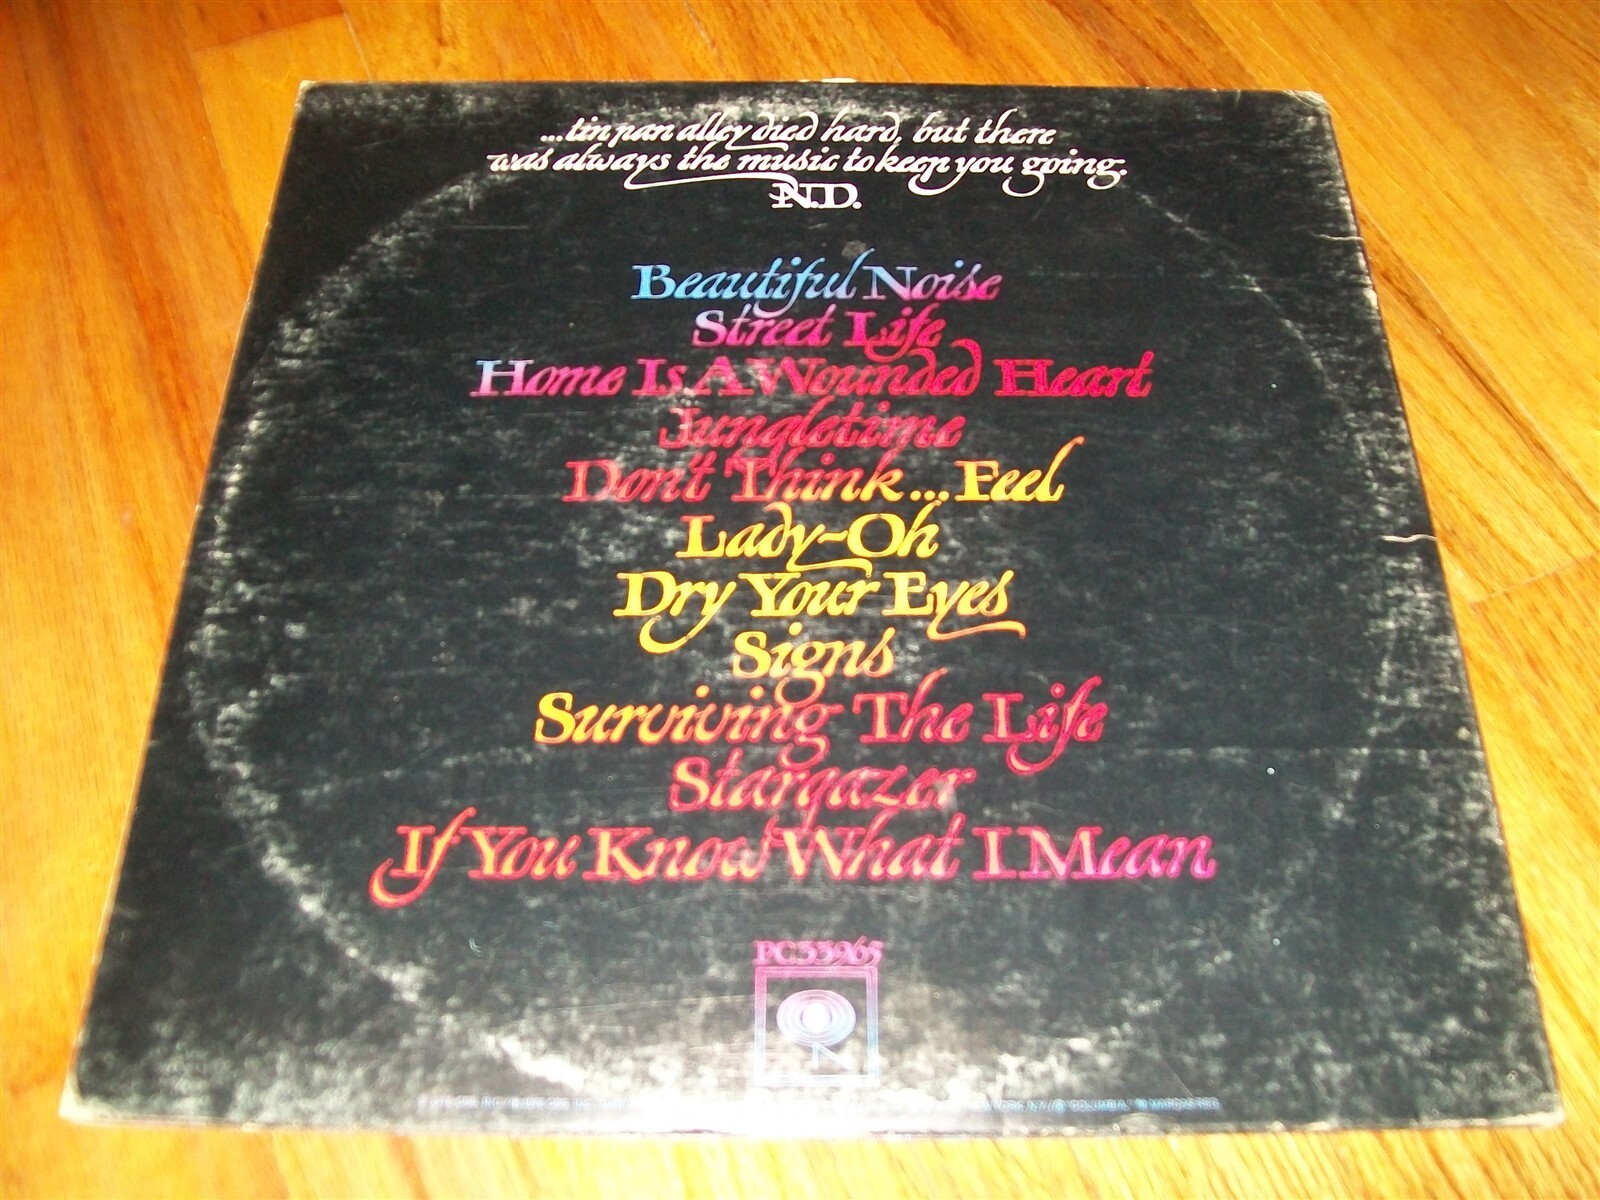 ...tin pan alley died hard, but there
was always the music to keep you going.
N.D.
Beautiful Noise
Street Life
Home Is A Wounded Heart
Jungletime
Don't Think...Feel
Lady-Oh
Dry Your Eyes
Signs
Surviving The Life
Stargazer
If You Know What I Mean
PC33965